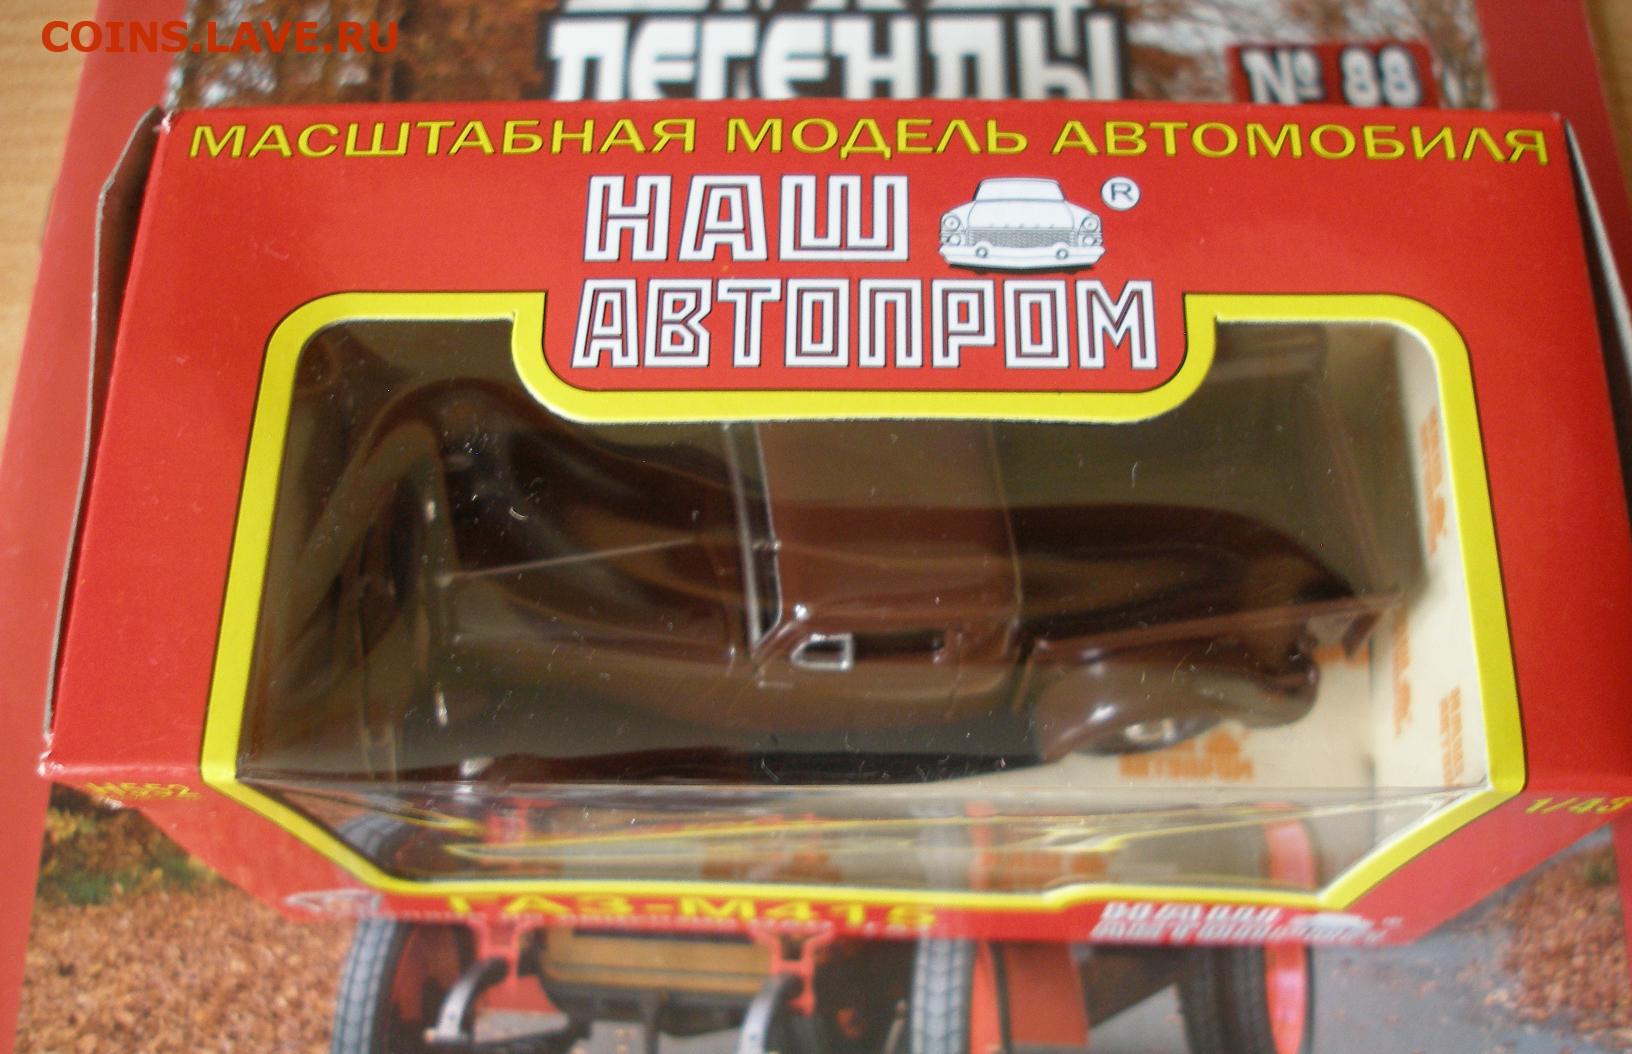 COINS.LAVE.RU
ЛЕГЕНДЫ
№ 88
МАСШТАБНАЯ МОДЕЛЬ АВТОМОБИЛЯ
НАШ ®
АВТОПРОМ
1/43
ГАЗ-М415